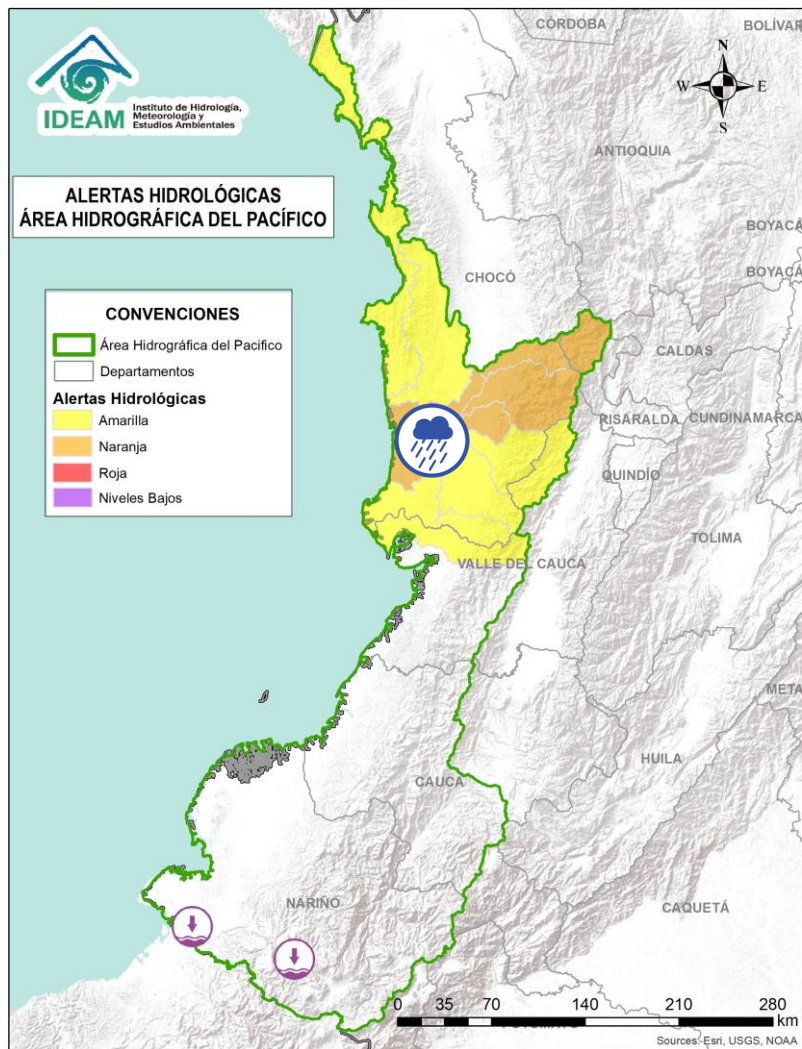 IDEAM
Instituto de Hidrología,
Meteorología y
Estudios Ambientales
ALERTAS HIDROLÓGICAS
ÁREA HIDROGRÁFICA DEL PACÍFICO
CONVENCIONES
Área Hidrográfica del Pacifico
Departamentos
Alertas Hidrológicas
Amarilla
Naranja
Roja
Niveles Bajos
N
W E
S
CÓRDOBA
BOLÍVAR
ANTIOQUIA
BOYACÁ
BOYACÁ
CHOCÓ
CALDAS
RISARALDA
CUNDINAMARCA
QUINDÍO
TOLIMA
VALLE DEL CAUCA
META
HUILA
CAUCA
NARIÑO
CAQUETÁ
0 35 70 140 210 280
km
Sources: Esri, USGS, NOAA